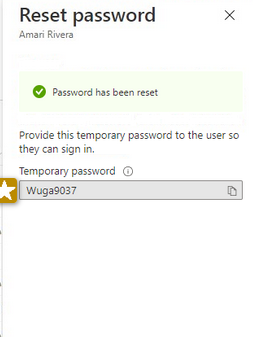 Reset password
Amari Rivera
Password has been reset
Provide this temporary password to the user so
they can sign in.
Temporary password
Wuga9037